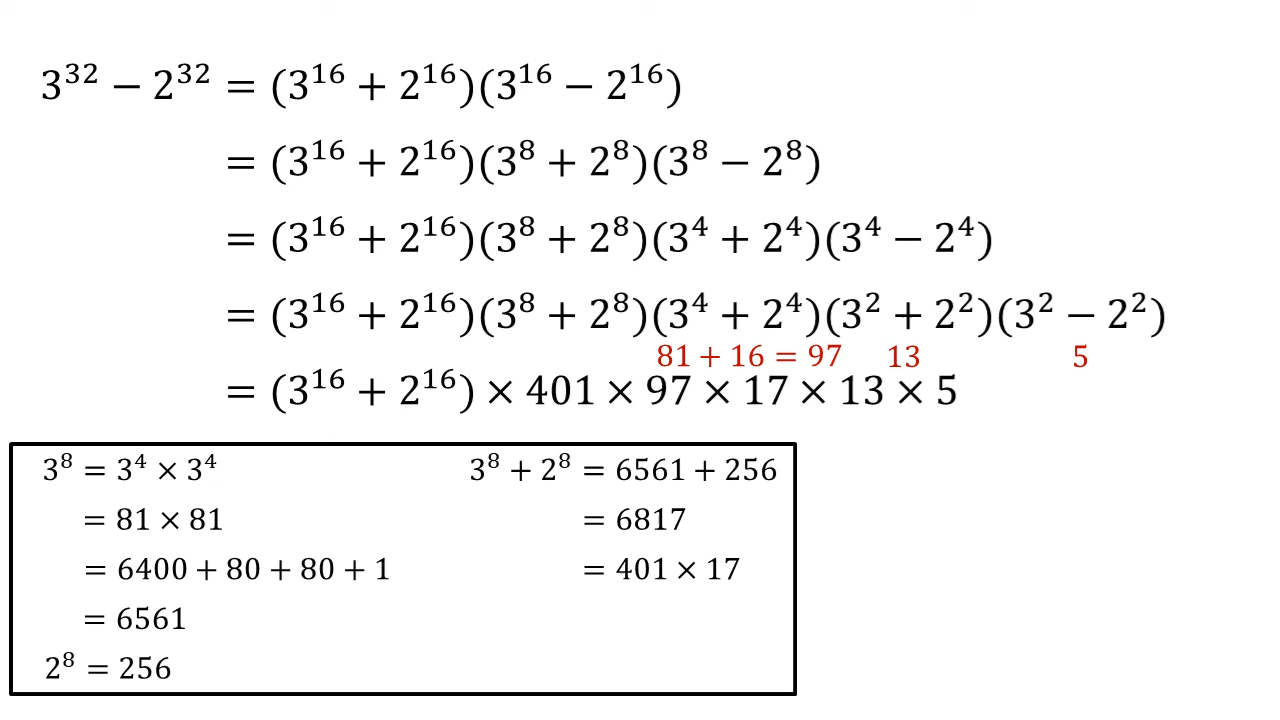 3³² − 2³² = (3¹⁶ + 2¹⁶)(3¹⁶ − 2¹⁶)
= (3¹⁶ + 2¹⁶)(3⁸ + 2⁸)(3⁸ − 2⁸)
= (3¹⁶ + 2¹⁶)(3⁸ + 2⁸)(3⁴ + 2⁴)(3⁴ − 2⁴)
= (3¹⁶ + 2¹⁶)(3⁸ + 2⁸)(3⁴ + 2⁴)(3² + 2²)(3² − 2²)
81 + 16 = 97 13 5
= (3¹⁶ + 2¹⁶) × 401 × 97 × 17 × 13 × 5
3⁸ = 3⁴ × 3⁴
= 81 × 81
= 6400 + 80 + 80 + 1
= 6561
2⁸ = 256
3⁸ + 2⁸ = 6561 + 256
= 6817
= 401 × 17